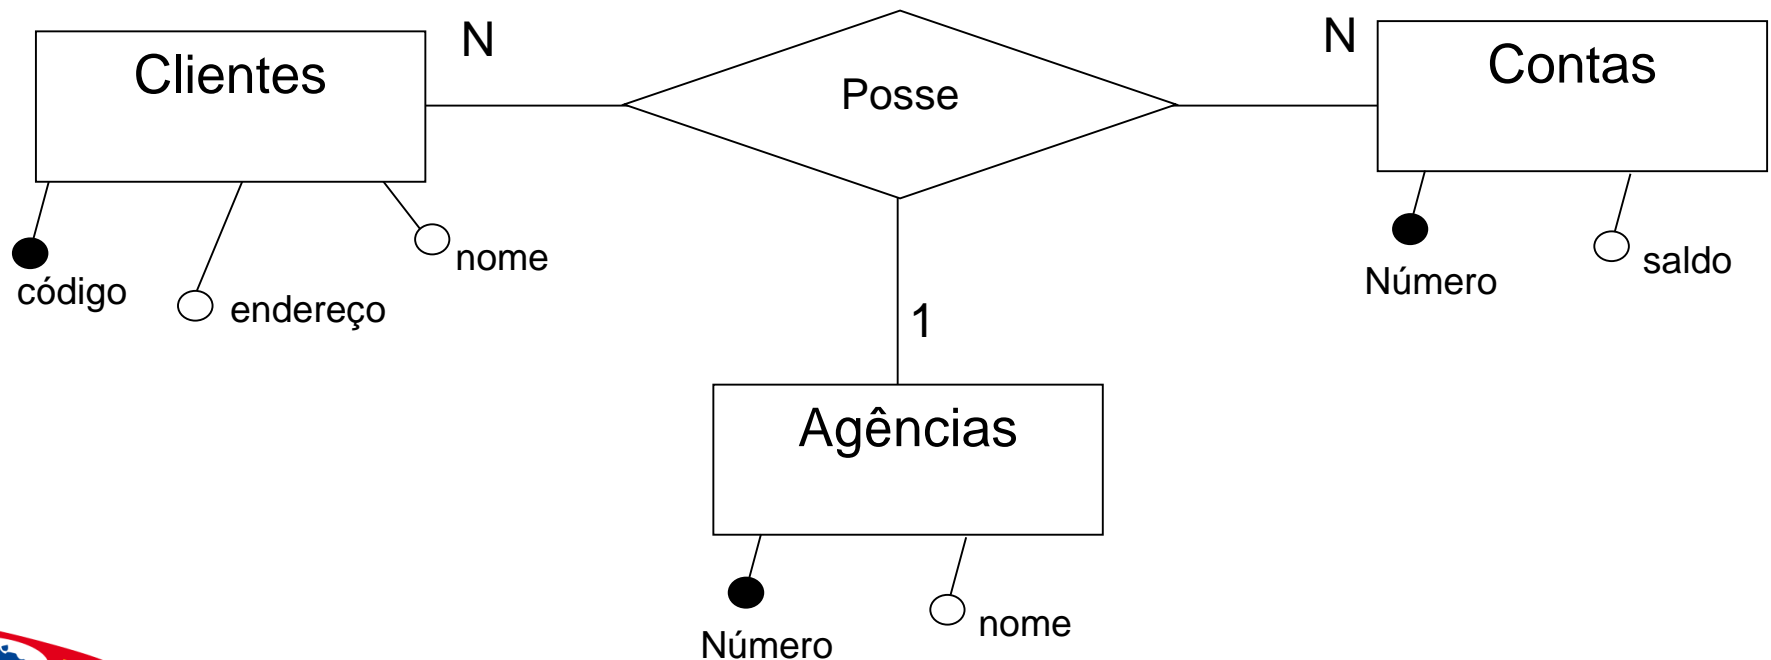 Clientes
N
Posse
N
Contas
código
endereço
nome
Número
saldo
1
Agências
Número
nome